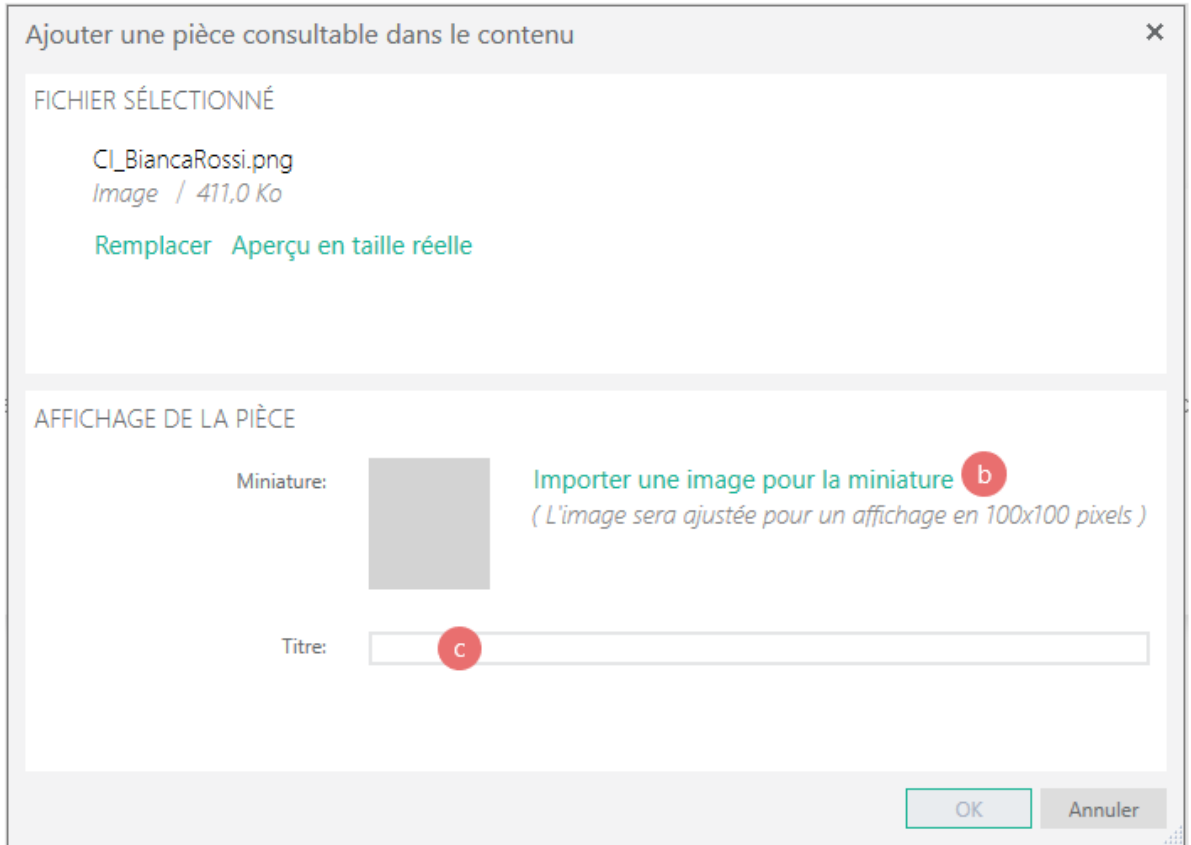 Ajouter une pièce consultable dans le contenu ×
FICHIER SÉLECTIONNÉ
CI_BiancaRossi.png
Image / 411,0 Ko
Remplacer Aperçu en taille réelle
AFFICHAGE DE LA PIÈCE
Miniature: Importer une image pour la miniature b
( L'image sera ajustée pour un affichage en 100x100 pixels )
Titre: c
OK Annuler